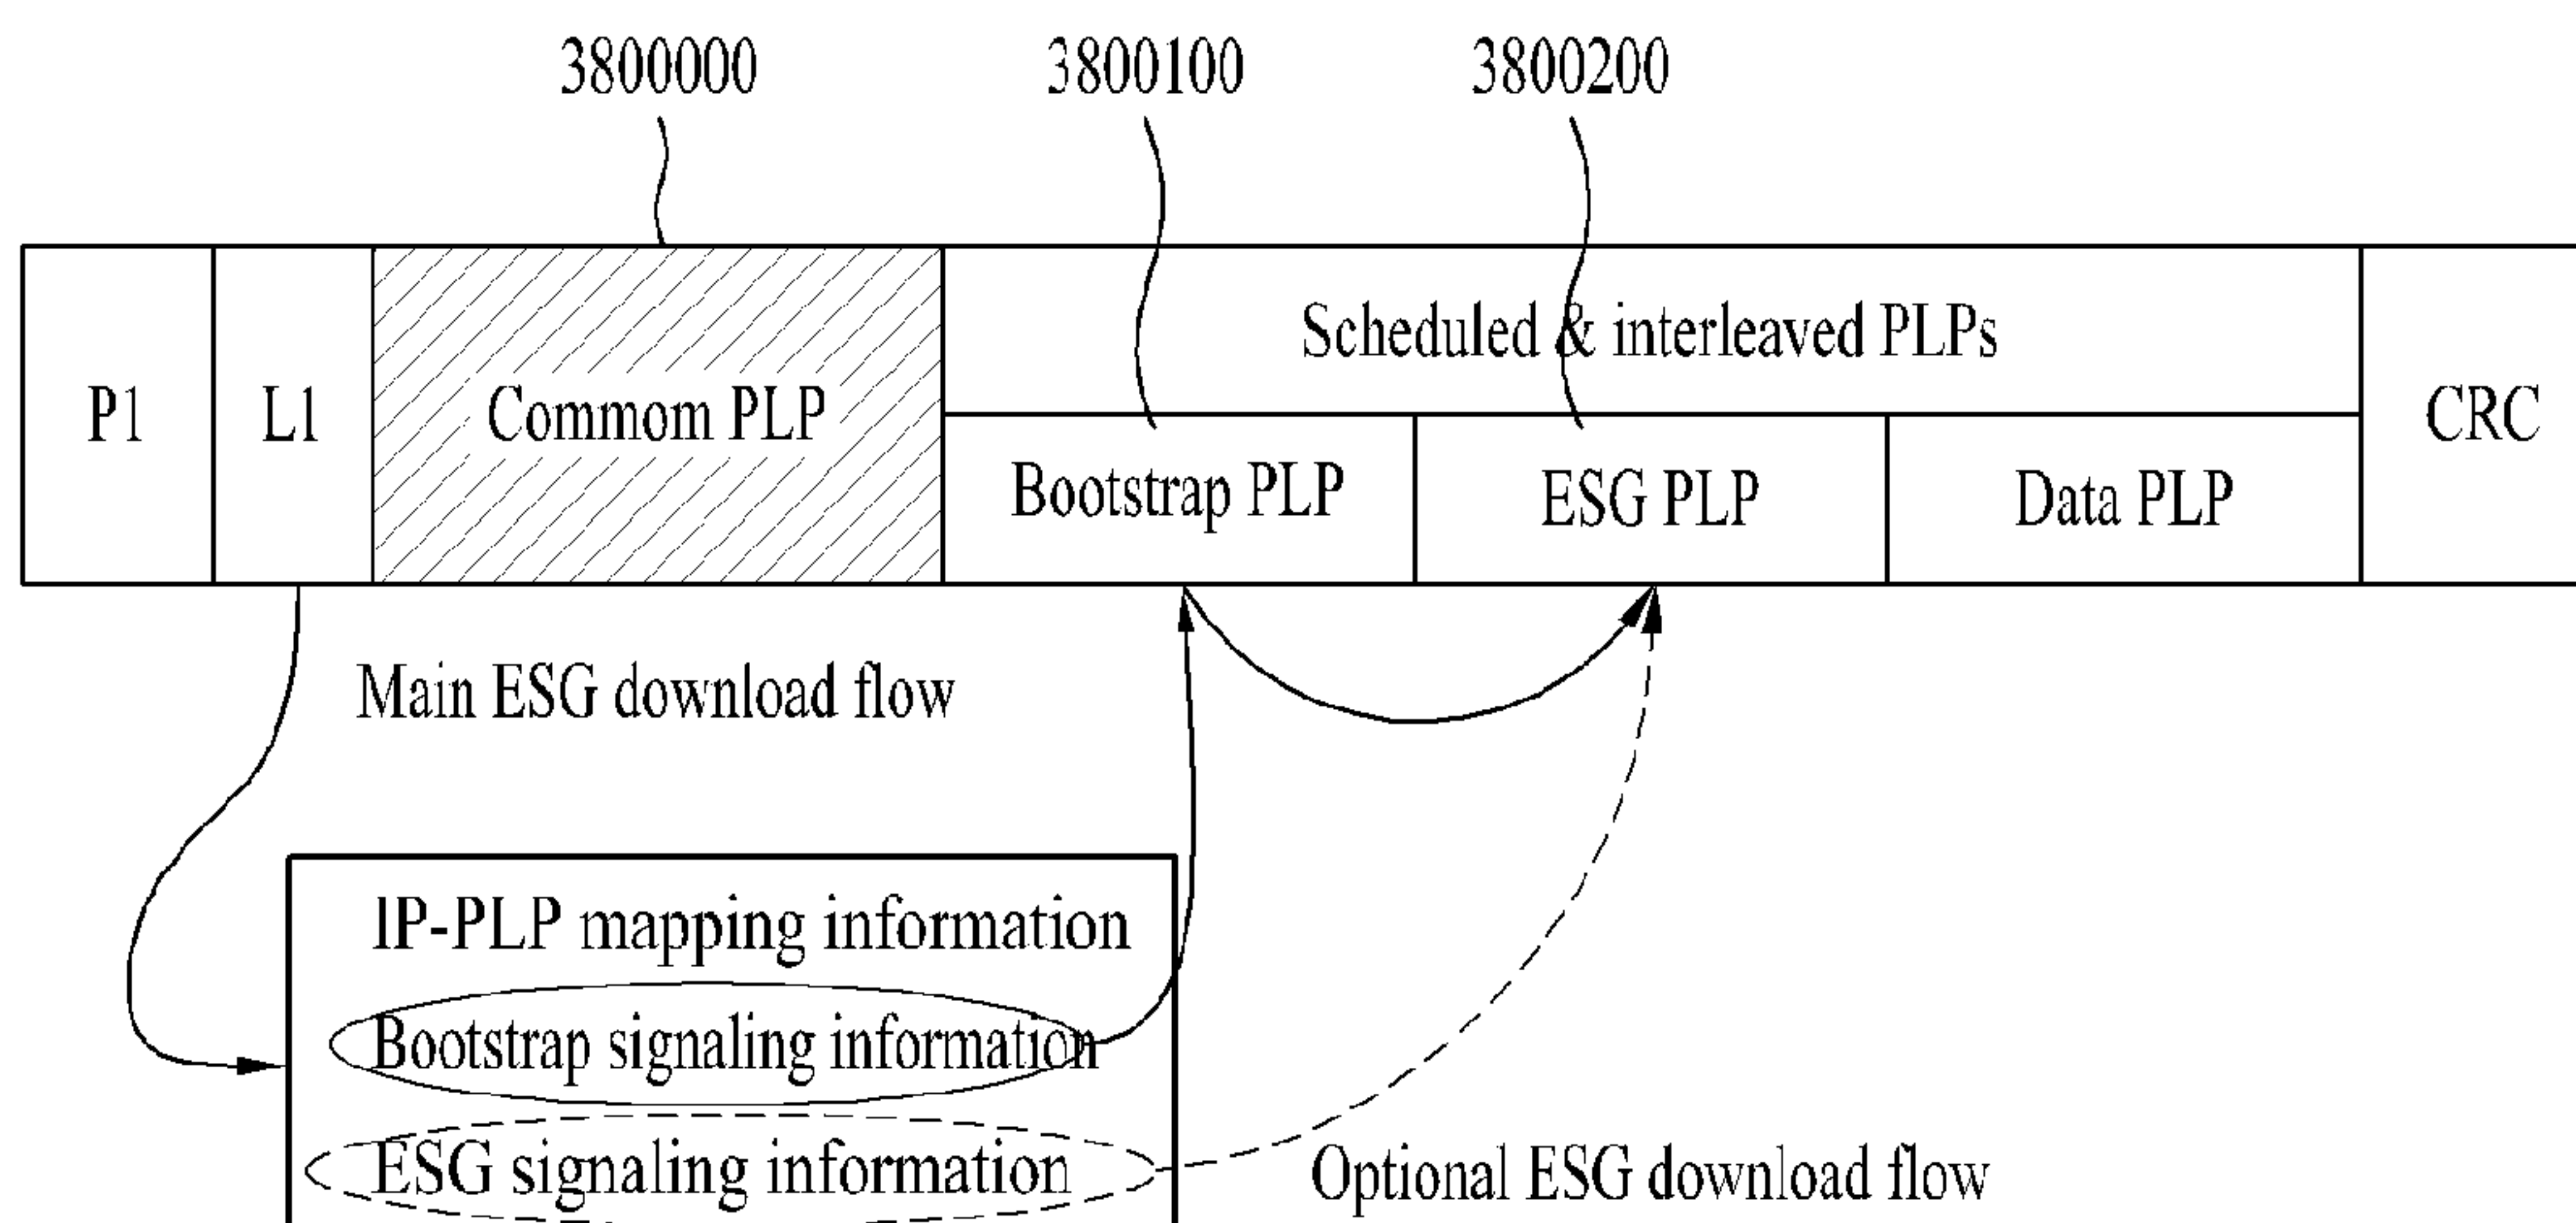 3800000 3800100 3800200
Scheduled & interleaved PLPs
P1 L1 Commom PLP CRC
Bootstrap PLP ESG PLP Data PLP
Main ESG download flow
IP-PLP mapping information
Bootstrap signaling information
ESG signaling information
Optional ESG download flow